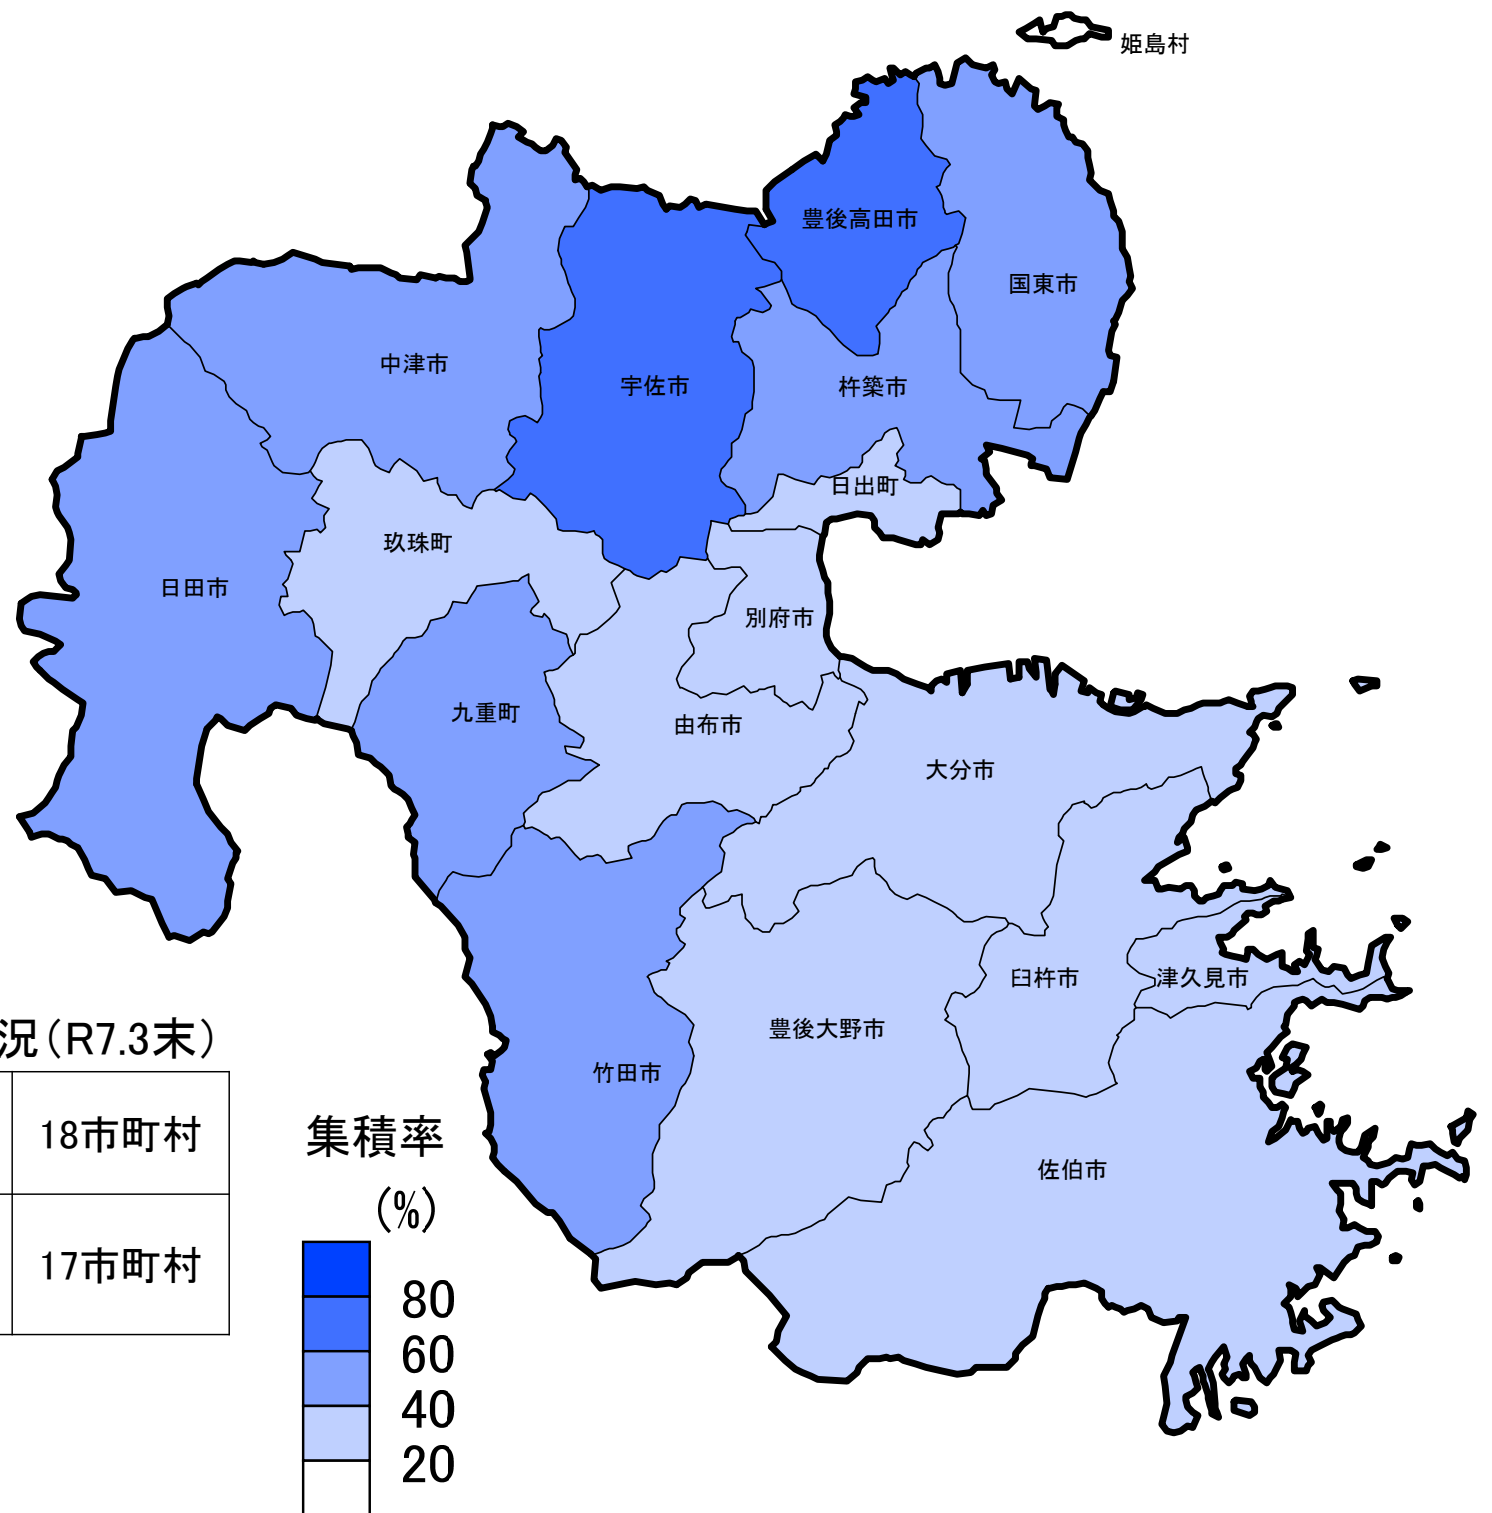 姫島村
豊後高田市
国東市
中津市
宇佐市
杵築市
日出町
玖珠町
日田市
別府市
九重町
由布市
大分市
臼杵市
津久見市
豊後大野市
竹田市
佐伯市
況(R7.3末)
18市町村
17市町村
集積率
(%)
80
60
40
20